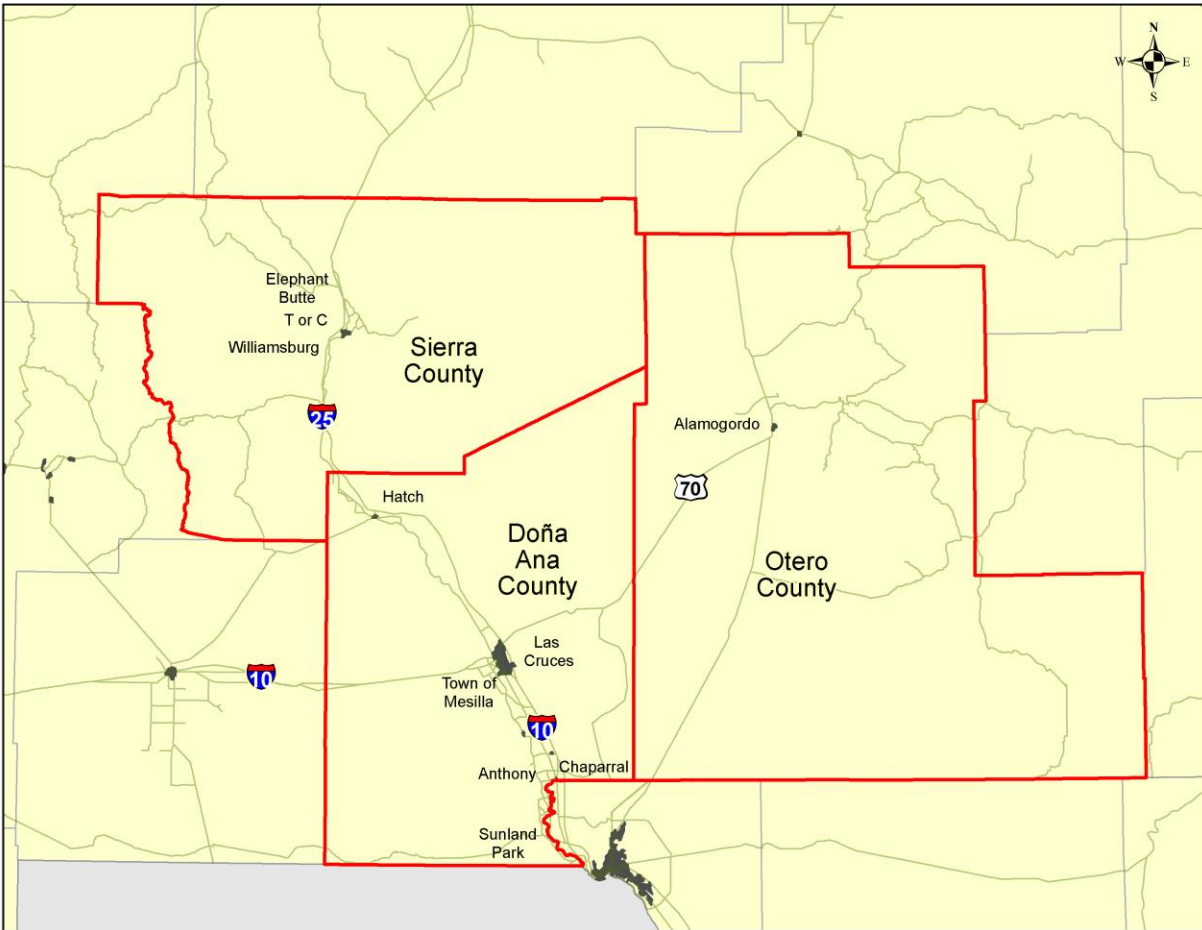 N
W
E
S
Elephant
Butte
T or C
Williamsburg
Sierra
County
25
Alamogordo
70
Hatch
Doña
Ana
County
Otero
County
Las
Cruces
10
Town of
Mesilla
10
Anthony
Chaparral
Sunland
Park